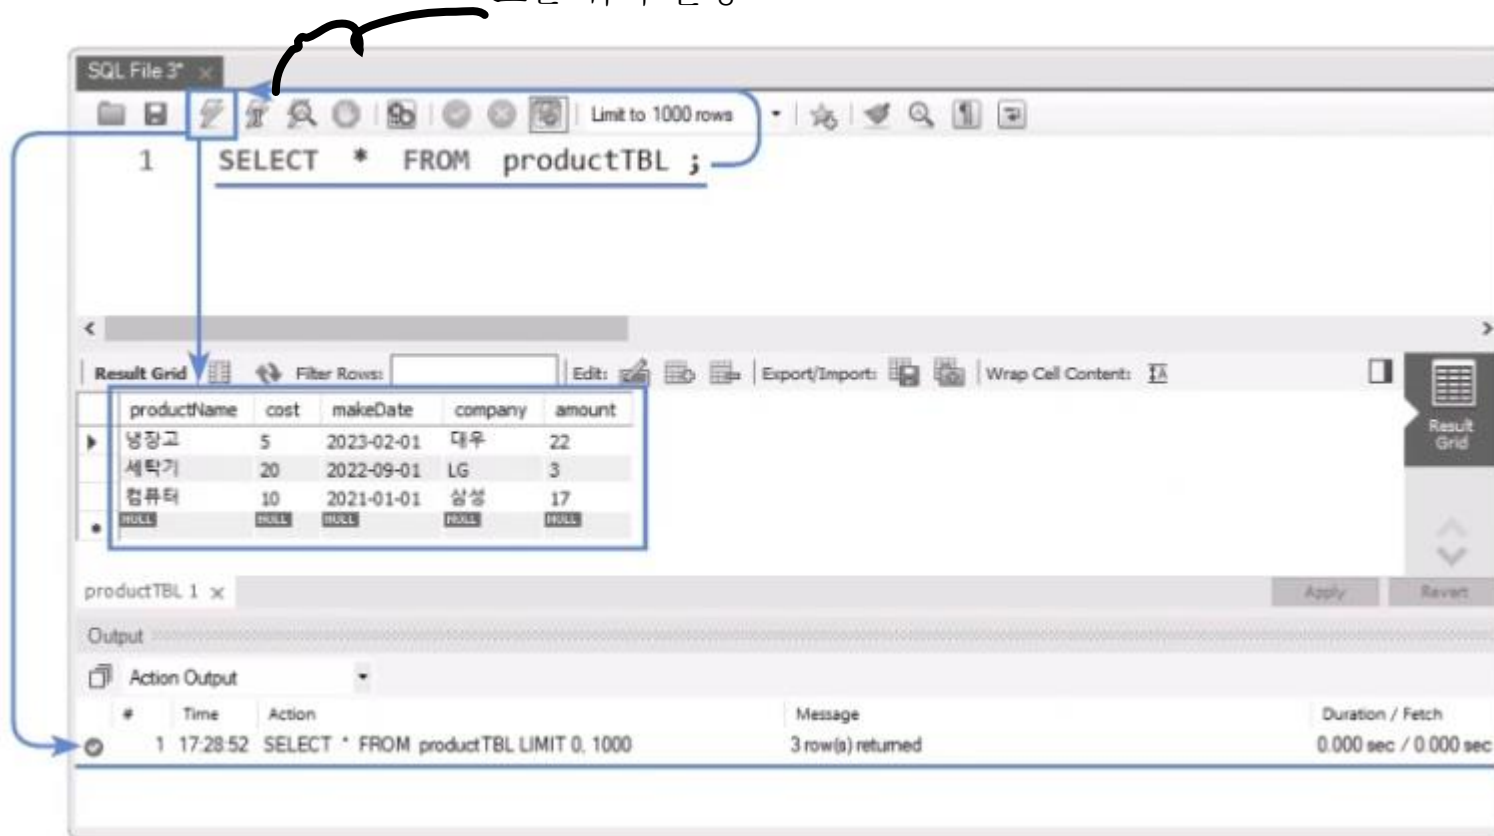 SQL File 3*
Limit to 1000 rows
1 SELECT * FROM productTBL ;
Result Grid Filter Rows: Edit: Export/Import: Wrap Cell Content:
Result
Grid
productName cost makeDate company amount
냉장고 5 2023-02-01 대우 22
세탁기 20 2022-09-01 LG 3
컴퓨터 10 2021-01-01 삼성 17
NULL NULL NULL NULL NULL
productTBL 1
Apply Revert
Output
Action Output
# Time Action Message Duration / Fetch
1 17:28:52 SELECT * FROM productTBL LIMIT 0, 1000 3 row(s) returned 0.000 sec / 0.000 sec